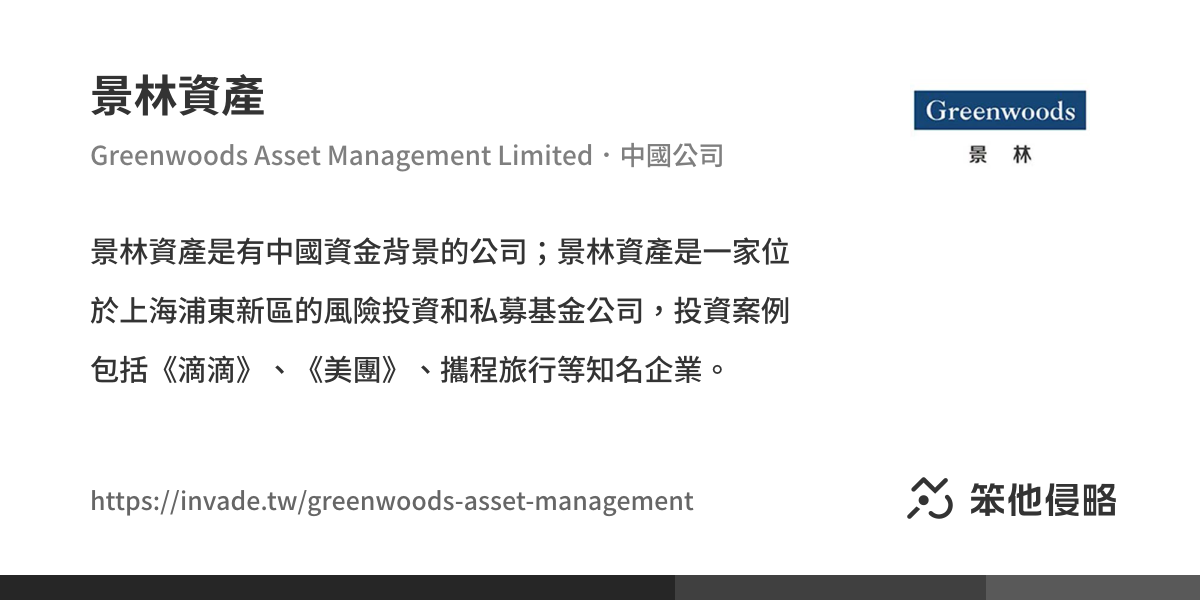 景林資產
Greenwoods Asset Management Limited・中國公司
Greenwoods
景 林
景林資產是有中國資金背景的公司；景林資產是一家位
於上海浦東新區的風險投資和私募基金公司，投資案例
包括《滴滴》、《美團》、攜程旅行等知名企業。
https://invade.tw/greenwoods-asset-management
笨他侵略